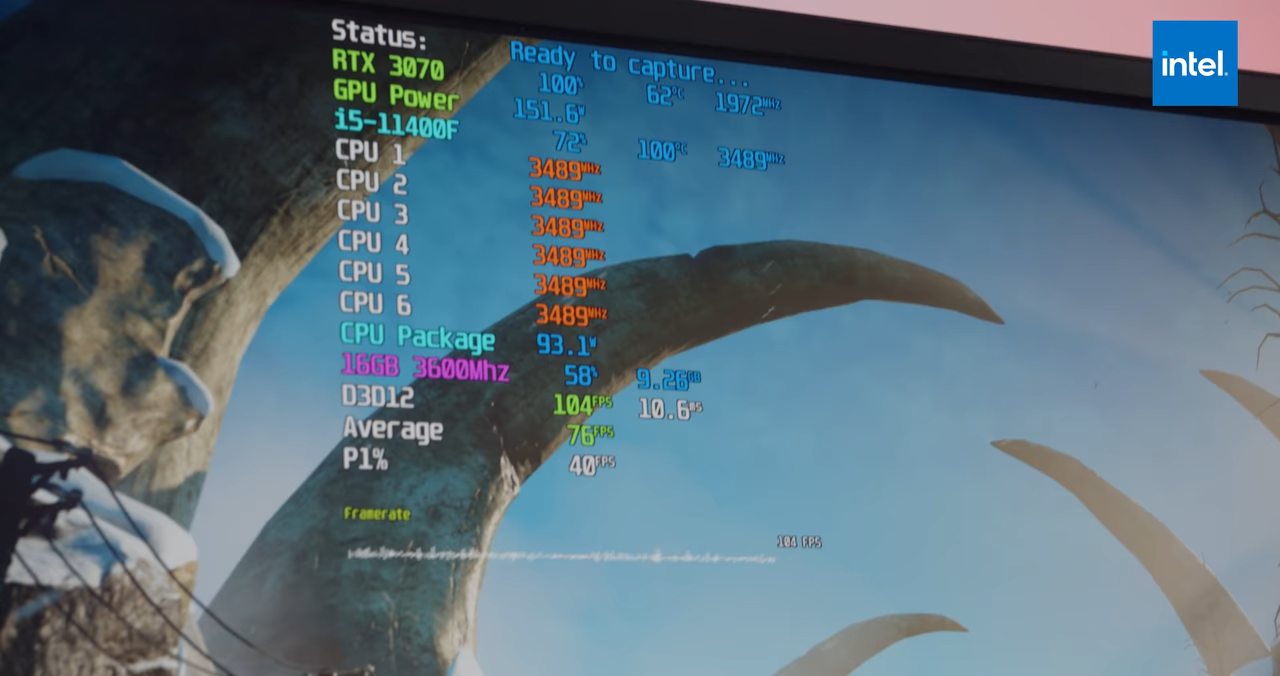 intel.
Status: Ready to capture...
RTX 3070 100% 62°C 1972MHZ
GPU Power 151.6W
i5-11400F 72% 100°C 3489MHZ
CPU 1 3489MHZ
CPU 2 3489MHZ
CPU 3 3489MHZ
CPU 4 3489MHZ
CPU 5 3489MHZ
CPU 6 3489MHZ
CPU Package 93.1W
16GB 3600Mhz 58% 9.26GB
D3D12 104FPS 10.6ms
Average 76FPS
P1% 40FPS
Framerate
104 FPS